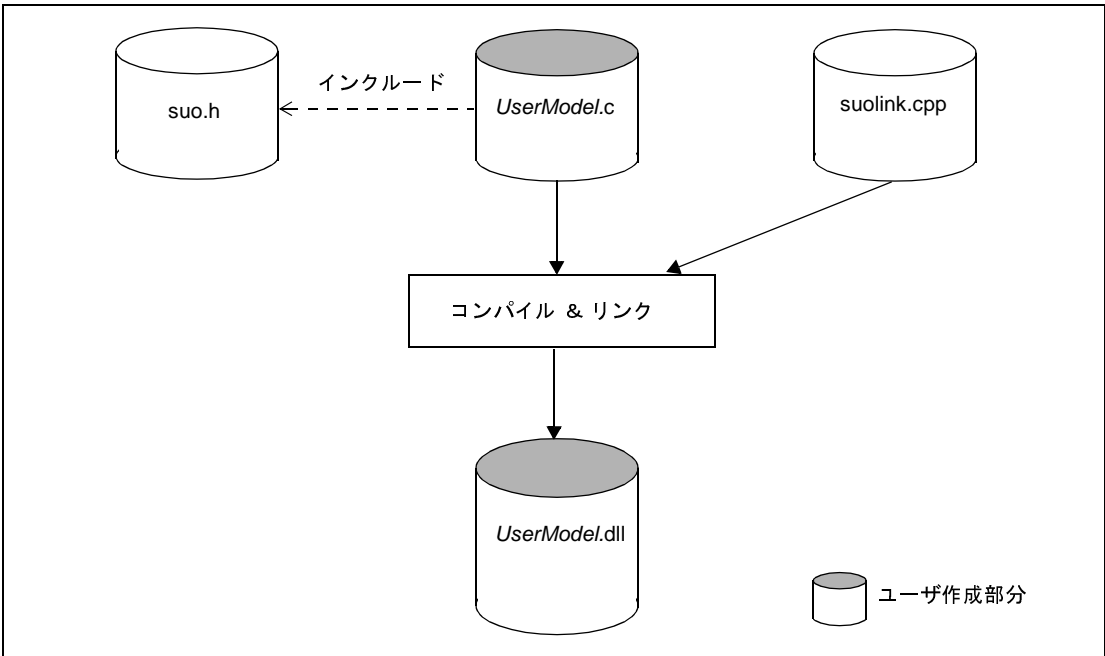 インクルード
suo.h
UserModel.c
suolink.cpp
コンパイル & リンク
UserModel.dll
ユーザ作成部分